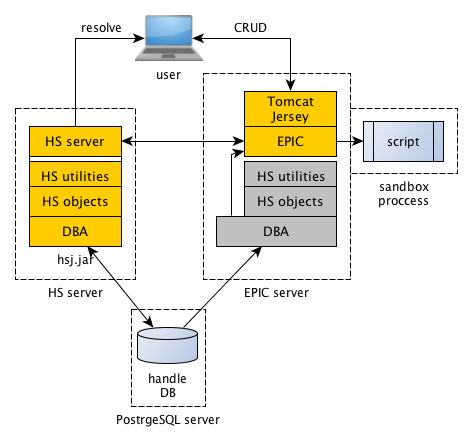 resolve
CRUD
user
Tomcat
Jersey
HS server
EPIC
script
HS utilities
HS utilities
sandbox
proccess
HS objects
HS objects
DBA
DBA
hsj.jar
HS server
EPIC server
handle
DB
PostrgeSQL server